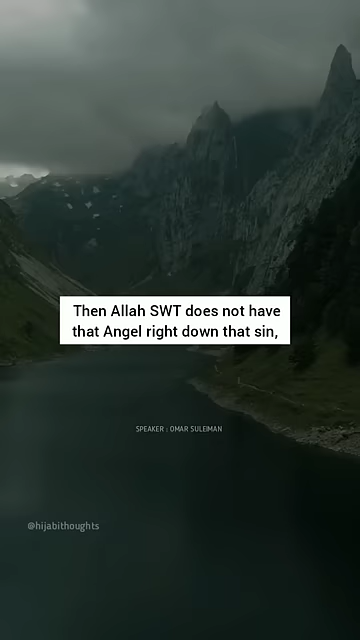 Then Allah SWT does not have
that Angel right down that sin,
SPEAKER : OMAR SULEIMAN
@hijabithoughts